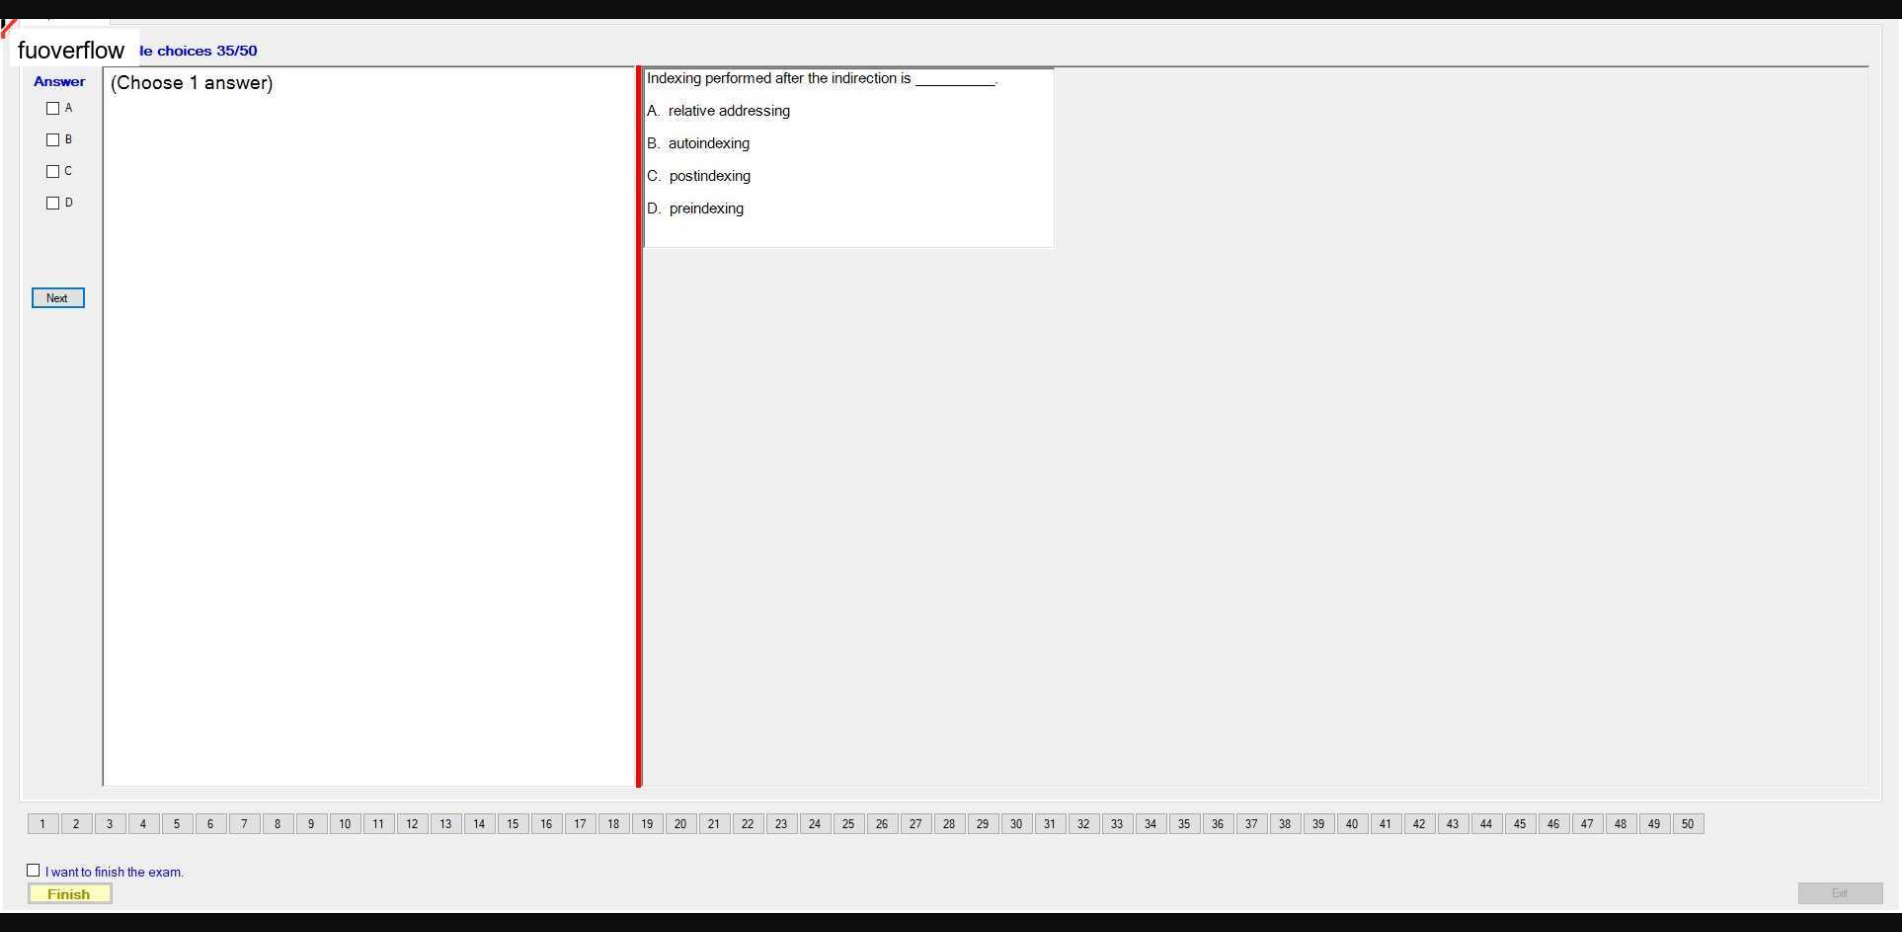 fuoverflow le choices 35/50
Answer
(Choose 1 answer)
A
B
C
D
Next
Indexing performed after the indirection is __________.
A. relative addressing
B. autoindexing
C. postindexing
D. preindexing
1 2 3 4 5 6 7 8 9 10 11 12 13 14 15 16 17 18 19 20 21 22 23 24 25 26 27 28 29 30 31 32 33 34 35 36 37 38 39 40 41 42 43 44 45 46 47 48 49 50
I want to finish the exam.
Finish
Exit